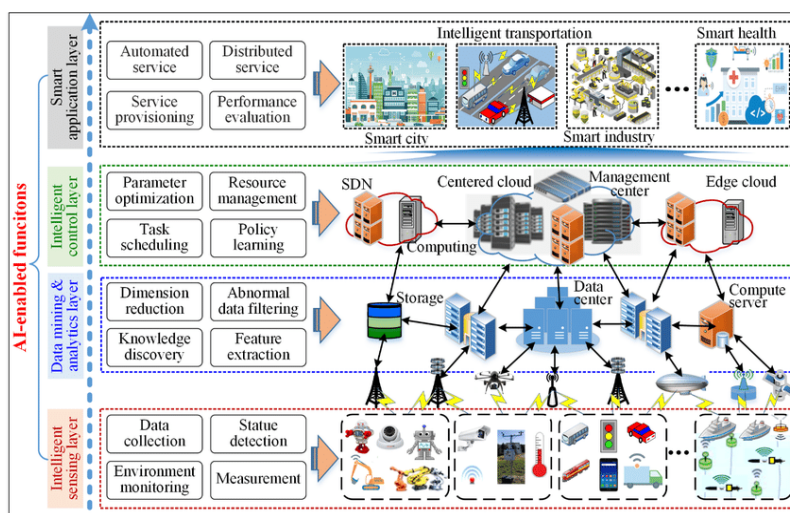 AI-enabled funcitons
Smart
application layer
Automated
service
Distributed
service
Service
provisioning
Performance
evaluation
Intelligent transportation
Smart health
Smart city
Smart industry
Intelligent
control layer
Parameter
optimization
Resource
management
Task
scheduling
Policy
learning
SDN
Centered cloud
Management
center
Edge cloud
Computing
Data mining &
analytics layer
Dimension
reduction
Abnormal
data filtering
Knowledge
discovery
Feature
extraction
Storage
Data
center
Compute
server
Intelligent
sensing layer
Data
collection
Statue
detection
Environment
monitoring
Measurement